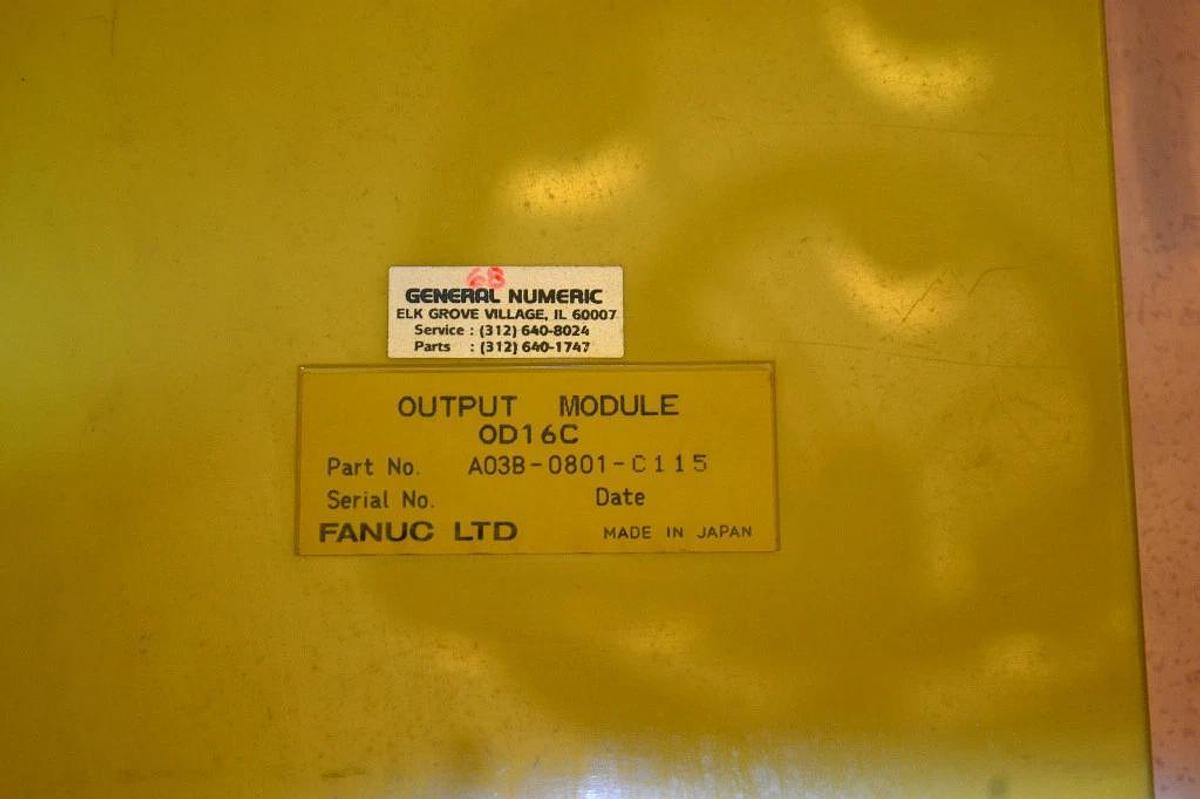 6B
GENERAL NUMERIC
ELK GROVE VILLAGE, IL 60007
Service : (312) 640-8024
Parts : (312) 640-1747
OUTPUT MODULE
OD16C
Part No. A03B-0801-C115
Serial No. Date
FANUC LTD MADE IN JAPAN